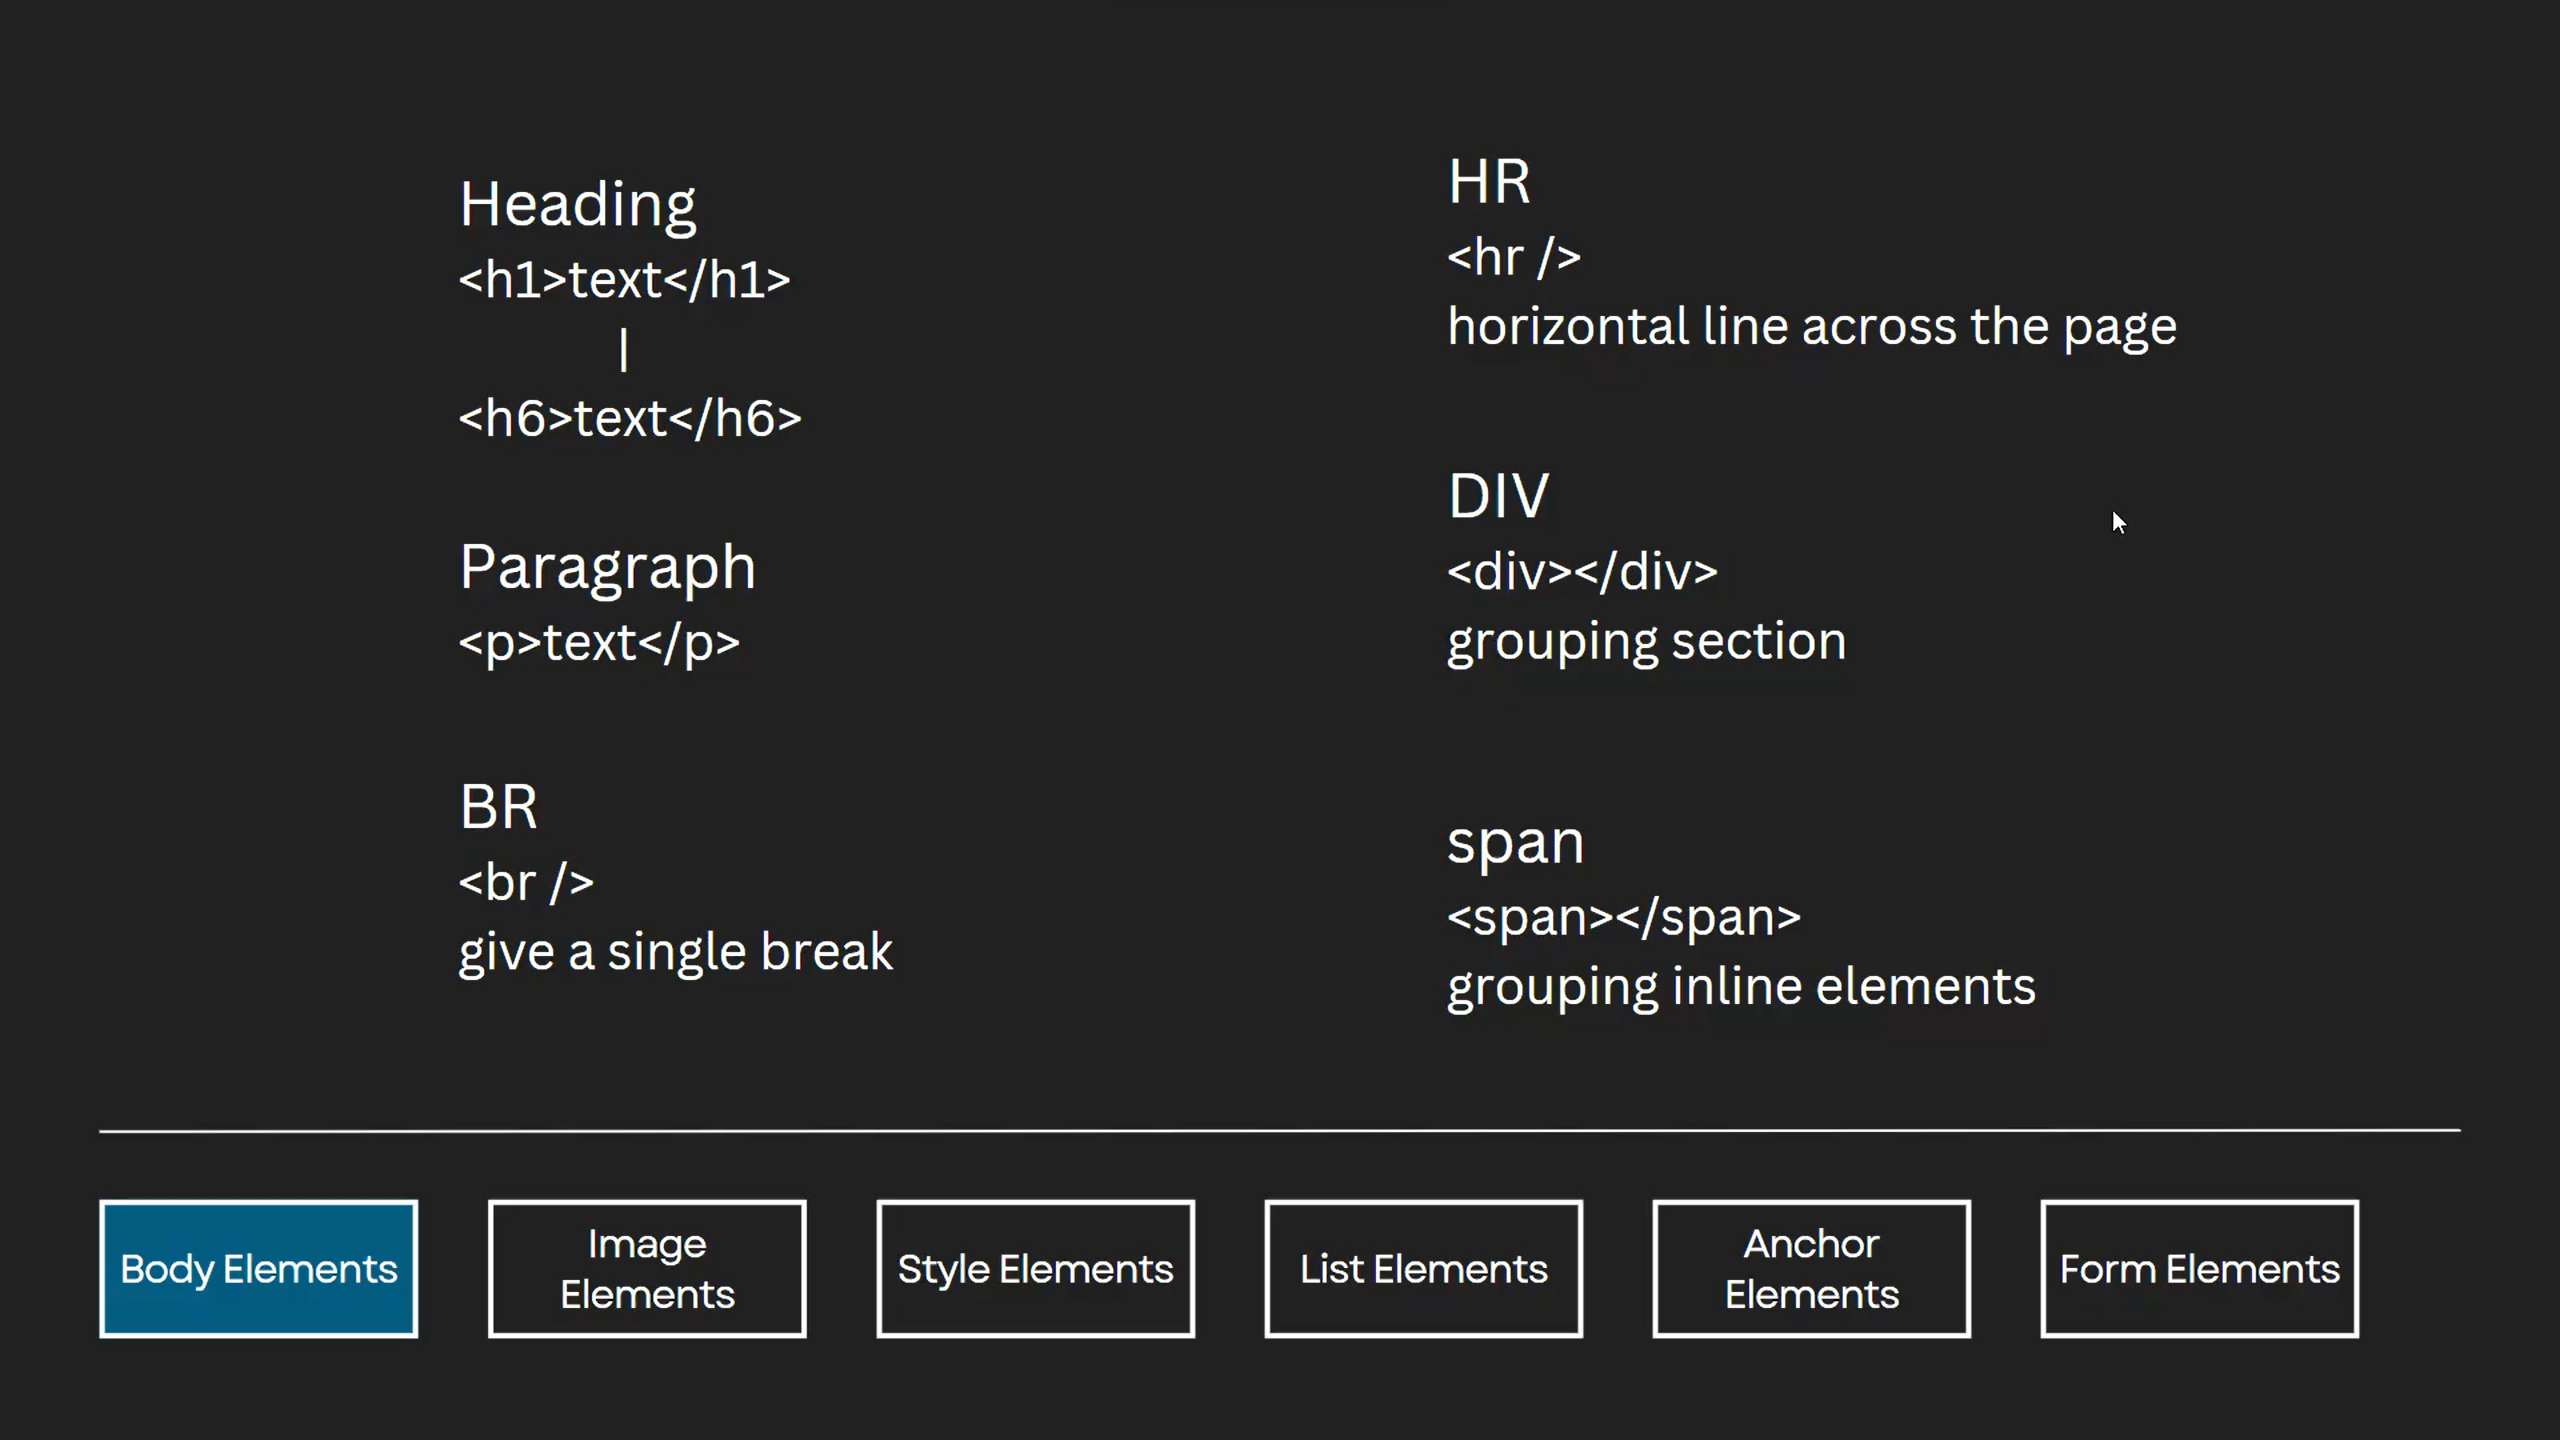 Heading
<h1>text</h1>
|
<h6>text</h6>
Paragraph
<p>text</p>
BR
<br />
give a single break
HR
<hr />
horizontal line across the page
DIV
<div></div>
grouping section
span
<span></span>
grouping inline elements
Body Elements
Image
Elements
Style Elements
List Elements
Anchor
Elements
Form Elements